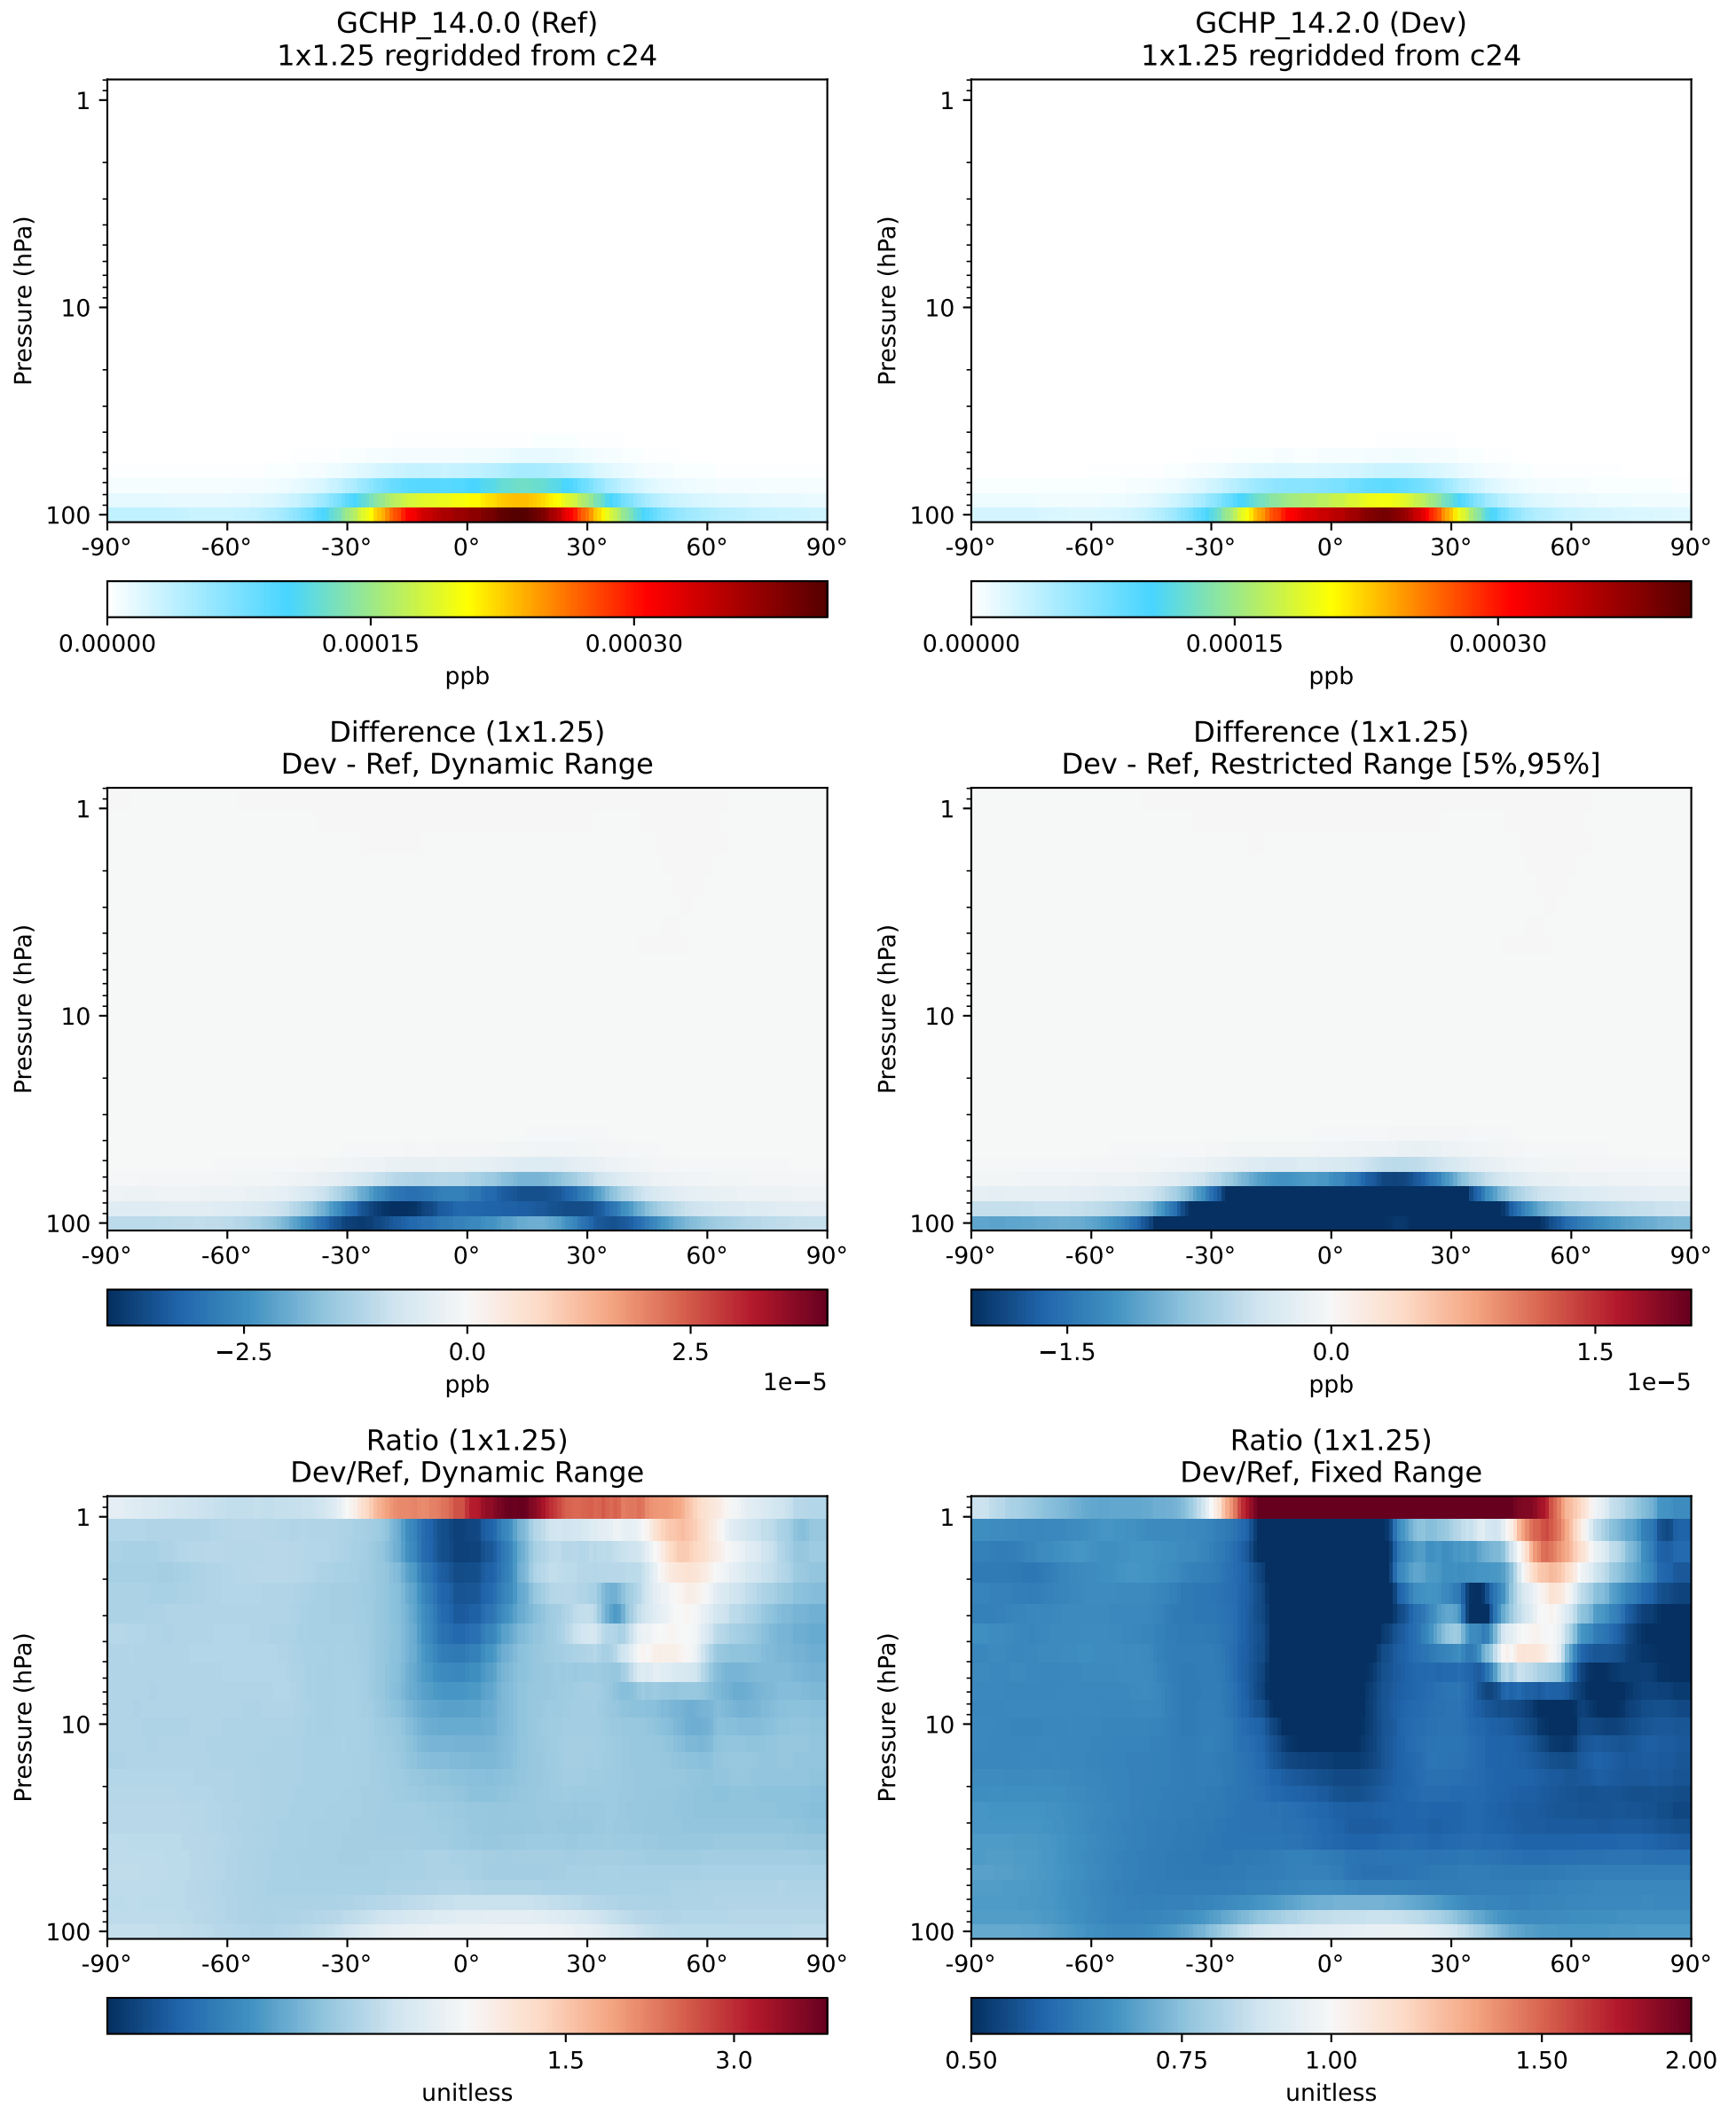 GCHP_14.0.0 (Ref)
1x1.25 regridded from c24
Pressure (hPa)
1
10
100
-90° -60° -30° 0° 30° 60° 90°
0.00000 0.00015 0.00030
ppb
GCHP_14.2.0 (Dev)
1x1.25 regridded from c24
Pressure (hPa)
1
10
100
-90° -60° -30° 0° 30° 60° 90°
0.00000 0.00015 0.00030
ppb
Difference (1x1.25)
Dev - Ref, Dynamic Range
Pressure (hPa)
1
10
100
-90° -60° -30° 0° 30° 60° 90°
−2.5 0.0 2.5
ppb 1e−5
Difference (1x1.25)
Dev - Ref, Restricted Range [5%,95%]
Pressure (hPa)
1
10
100
-90° -60° -30° 0° 30° 60° 90°
−1.5 0.0 1.5
ppb 1e−5
Ratio (1x1.25)
Dev/Ref, Dynamic Range
Pressure (hPa)
1
10
100
-90° -60° -30° 0° 30° 60° 90°
1.5 3.0
unitless
Ratio (1x1.25)
Dev/Ref, Fixed Range
Pressure (hPa)
1
10
100
-90° -60° -30° 0° 30° 60° 90°
0.50 0.75 1.00 1.50 2.00
unitless